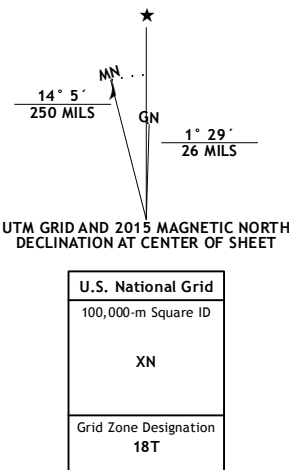 ★
MN
GN
14° 5´
250 MILS
1° 29´
26 MILS
UTM GRID AND 2015 MAGNETIC NORTH
DECLINATION AT CENTER OF SHEET
U.S. National Grid
100,000-m Square ID
XN
Grid Zone Designation
18T